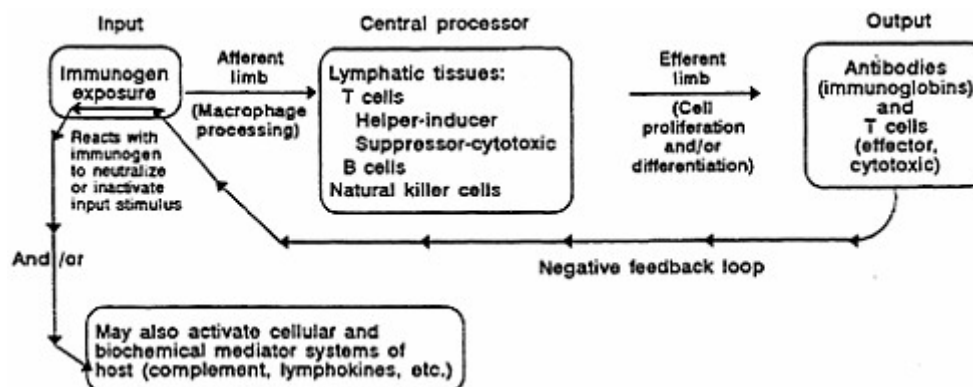 Input
Central processor
Output
Immunogen
exposure
Afferent
limb
(Macrophage
processing)
Lymphatic tissues:
T cells
Helper-inducer
Suppressor-cytotoxic
B cells
Natural killer cells
Efferent
limb
(Cell
proliferation
and/or
differentiation)
Antibodies
(immunoglobins)
and
T cells
(effector,
cytotoxic)
Reacts with
immunogen
to neutralize
or inactivate
input stimulus
And /or
Negative feedback loop
May also activate cellular and
biochemical mediator systems of
host (complement, lymphokines, etc.)